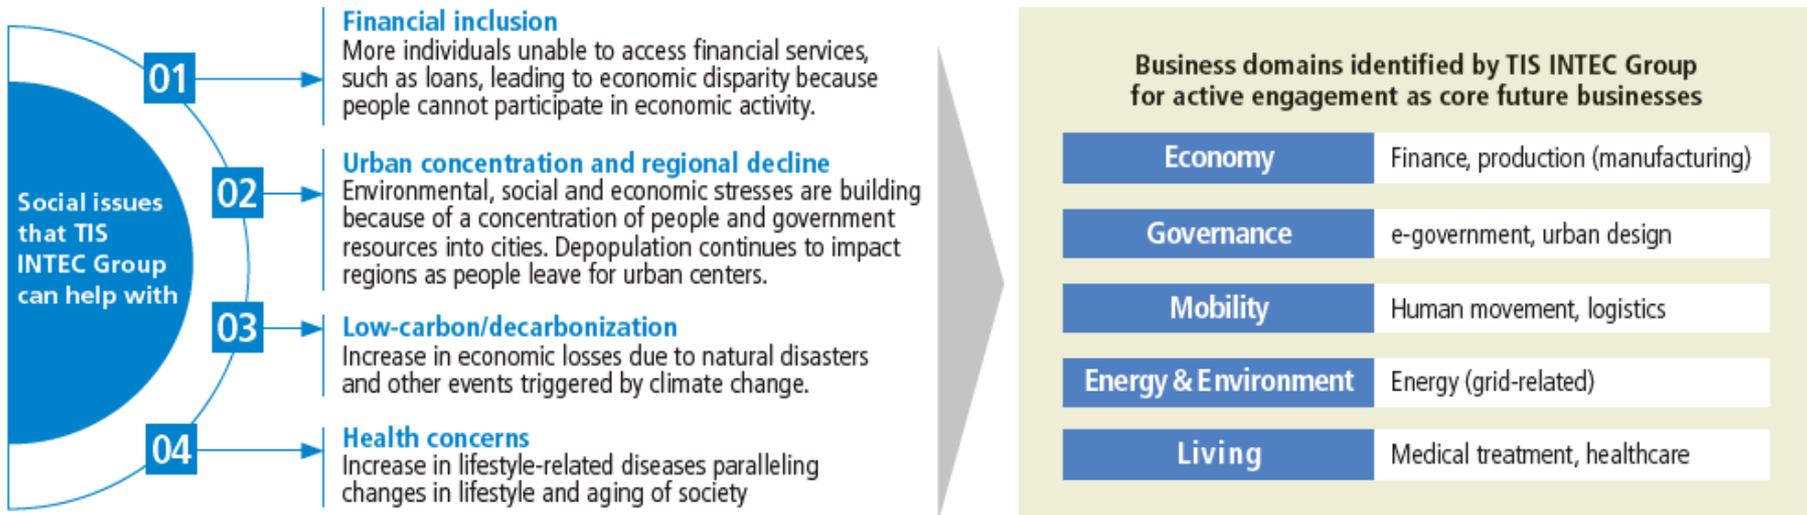 Social issues
that TIS
INTEC Group
can help with
01
Financial inclusion
More individuals unable to access financial services,
such as loans, leading to economic disparity because
people cannot participate in economic activity.
02
Urban concentration and regional decline
Environmental, social and economic stresses are building
because of a concentration of people and government
resources into cities. Depopulation continues to impact
regions as people leave for urban centers.
03
Low-carbon/decarbonization
Increase in economic losses due to natural disasters
and other events triggered by climate change.
04
Health concerns
Increase in lifestyle-related diseases paralleling
changes in lifestyle and aging of society
Business domains identified by TIS INTEC Group
for active engagement as core future businesses
Economy Finance, production (manufacturing)
Governance e-government, urban design
Mobility Human movement, logistics
Energy & Environment Energy (grid-related)
Living Medical treatment, healthcare